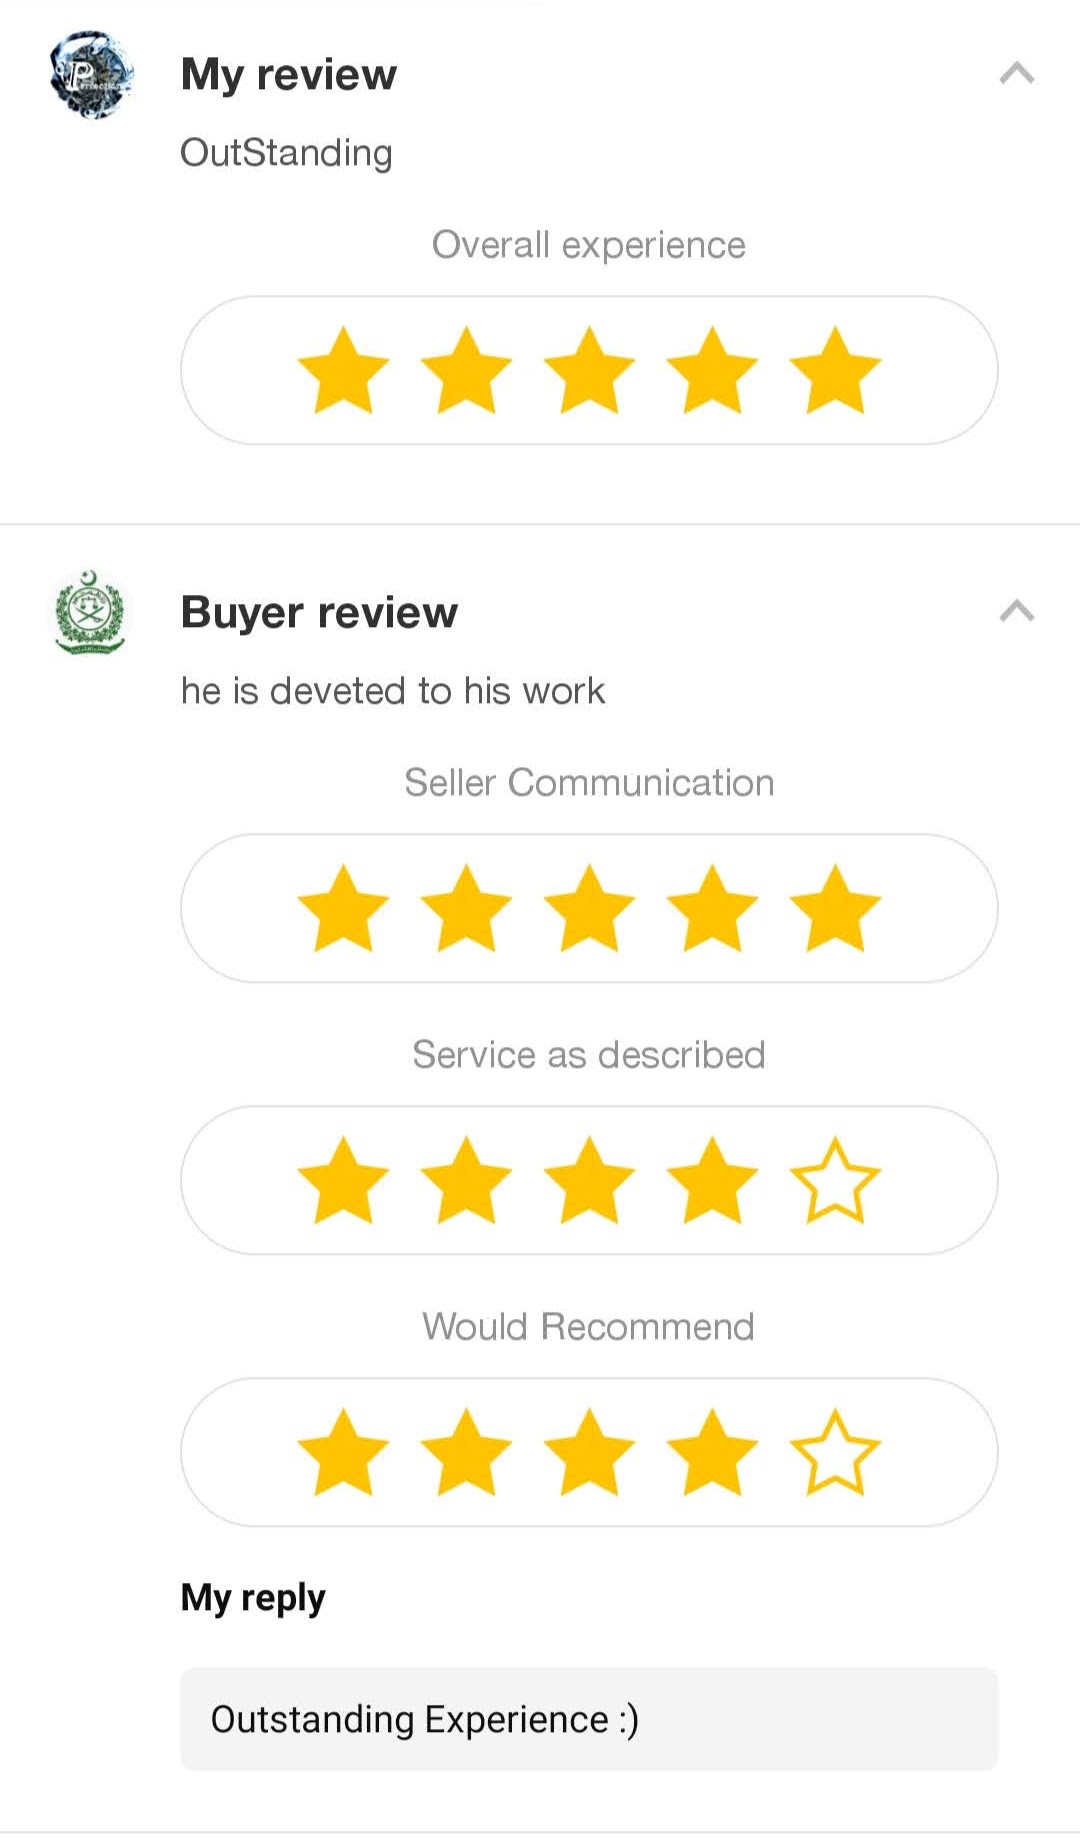 My review
OutStanding
Overall experience
Buyer review
he is deveted to his work
Seller Communication
Service as described
Would Recommend
My reply
Outstanding Experience :)